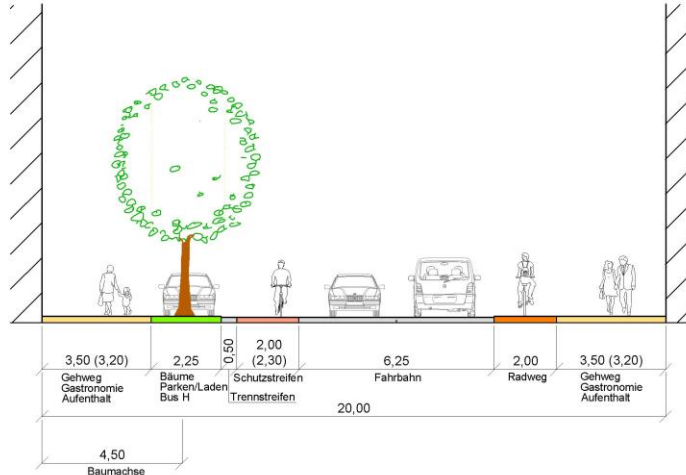 3,50 (3,20)
2,25
0,50
2,00
(2,30)
6,25
2,00
3,50 (3,20)
Gehweg
Gastronomie
Aufenthalt
Bäume
Parken/Laden
Bus H
Schutzstreifen
Trennstreifen
Fahrbahn
Radweg
Gehweg
Gastronomie
Aufenthalt
20,00
4,50
Baumachse